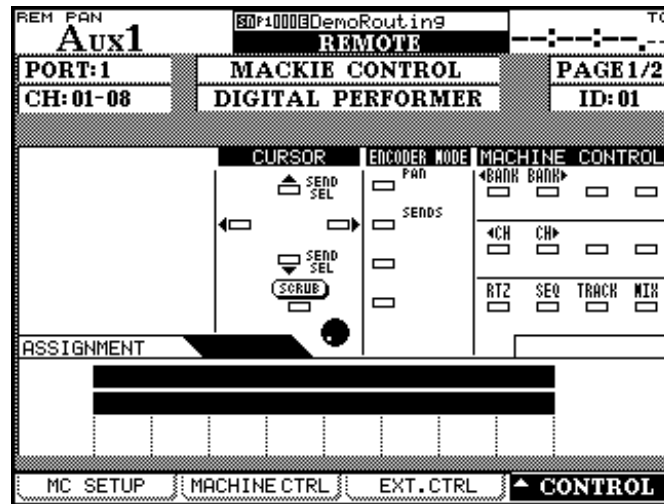 REM PAN
Aux1
DemoRouting
REMOTE
TC
--:--:--.--
PORT:1
MACKIE CONTROL
PAGE1/2
CH:01-08
DIGITAL PERFORMER
ID:01
CURSOR
ENCODER MODE
MACHINE CONTROL
SEND
SEL
PAN
◀BANK BANK▶
SENDS
◀CH CH▶
SEND
SEL
SCRUB
RTZ SEQ TRACK MIX
ASSIGNMENT
MC SETUP
MACHINE CTRL
EXT.CTRL
CONTROL